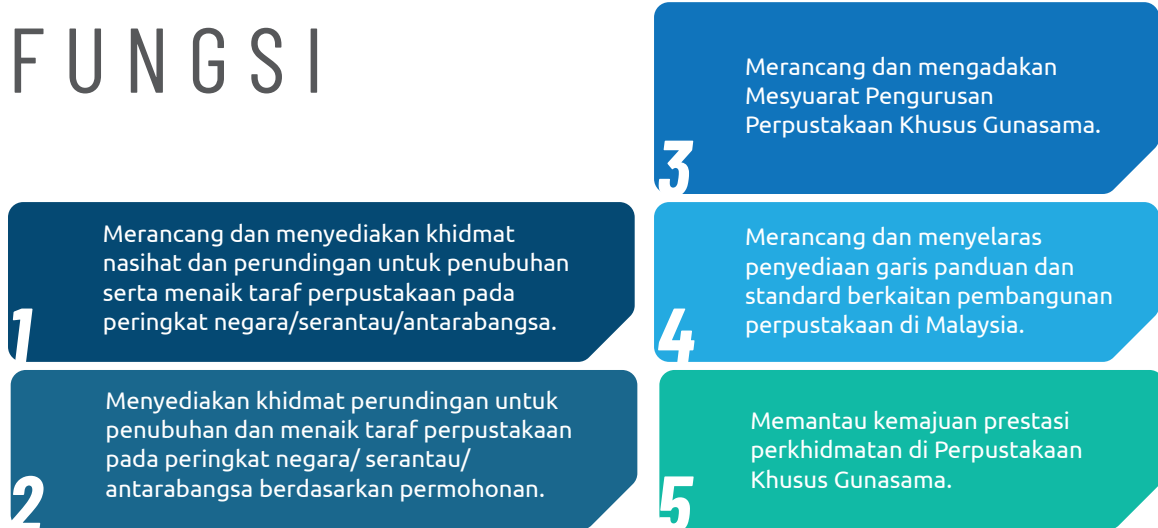 FUNGSI
1
Merancang dan menyediakan khidmat
nasihat dan perundingan untuk penubuhan
serta menaik taraf perpustakaan pada
peringkat negara/serantau/antarabangsa.
2
Menyediakan khidmat perundingan untuk
penubuhan dan menaik taraf perpustakaan
pada peringkat negara/ serantau/
antarabangsa berdasarkan permohonan.
3
Merancang dan mengadakan
Mesyuarat Pengurusan
Perpustakaan Khusus Gunasama.
4
Merancang dan menyelaras
penyediaan garis panduan dan
standard berkaitan pembangunan
perpustakaan di Malaysia.
5
Memantau kemajuan prestasi
perkhidmatan di Perpustakaan
Khusus Gunasama.